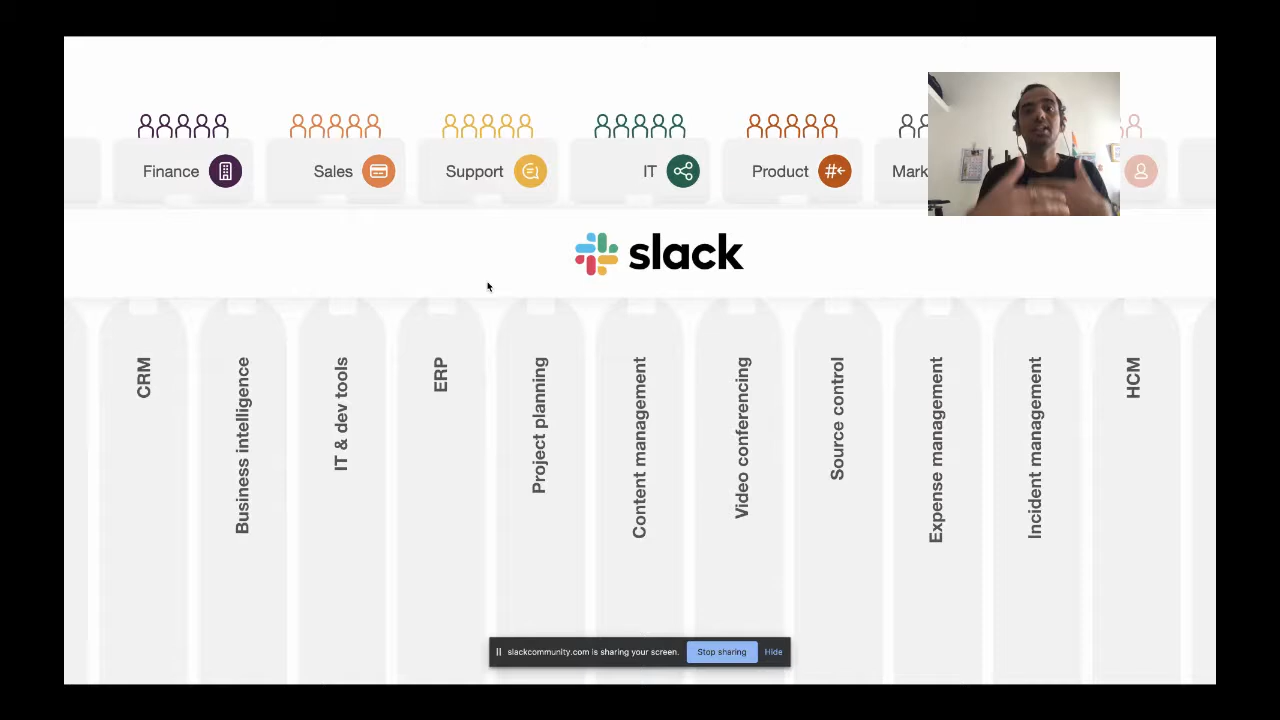 Finance
Sales
Support
IT
Product
Mark
slack
CRM
Business intelligence
IT & dev tools
ERP
Project planning
Content management
Video conferencing
Source control
Expense management
Incident management
HCM
slackcommunity.com is sharing your screen.
Stop sharing
Hide